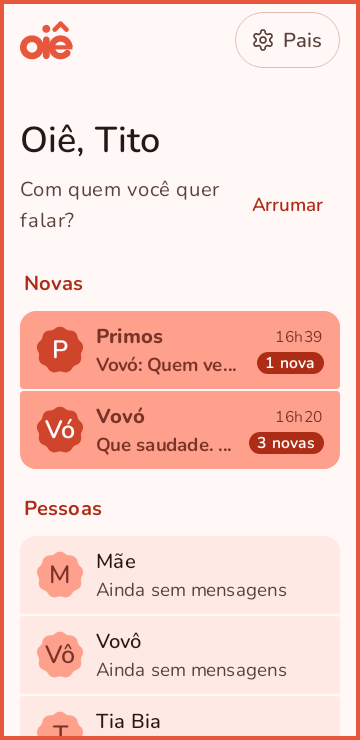 oiê
Pais
Oiê, Tito
Com quem você quer
falar?
Arrumar
Novas
P
Primos
16h39
Vovó: Quem ve...
1 nova
Vó
Vovó
16h20
Que saudade. ...
3 novas
Pessoas
M
Mãe
Ainda sem mensagens
Vô
Vovô
Ainda sem mensagens
T
Tia Bia